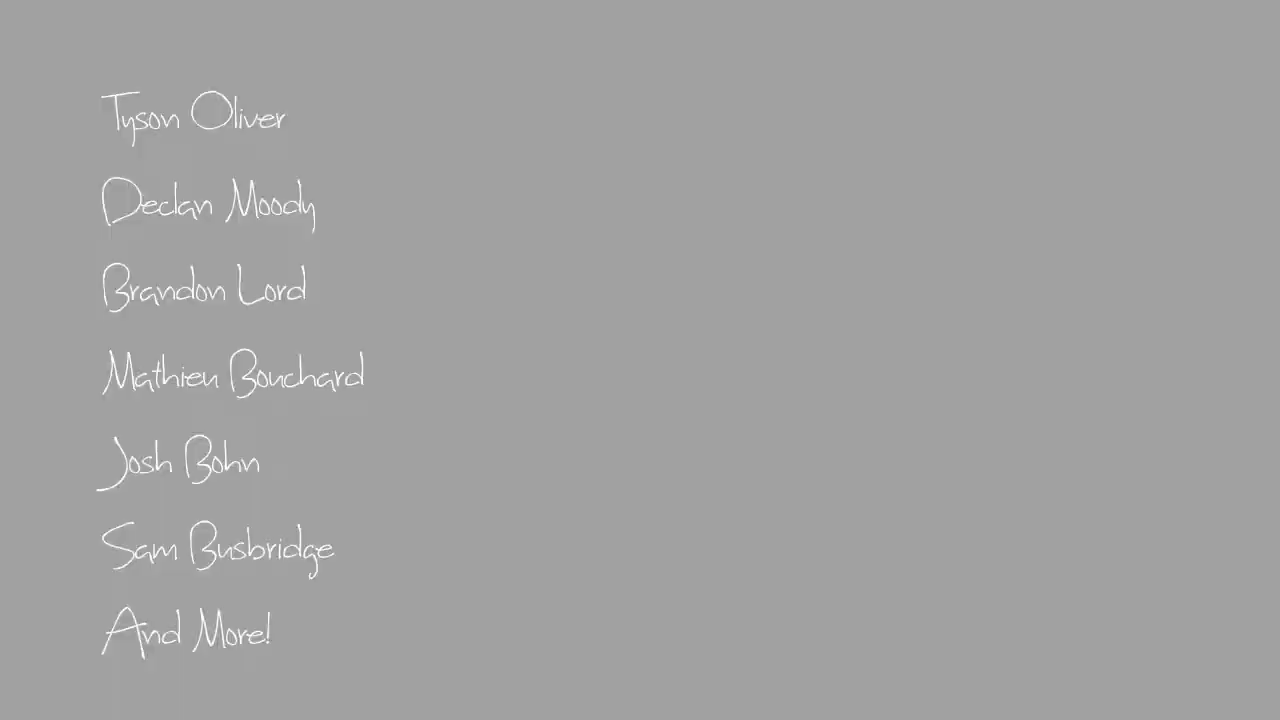 Tyson Oliver
Declan Moody
Brandon Lord
Mathieu Bouchard
Josh Bohn
Sam Busbridge
And More!